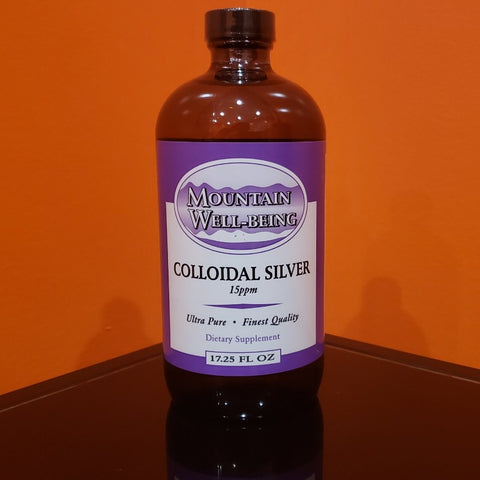 MOUNTAIN
WELL-BEING
COLLOIDAL SILVER
15ppm
Ultra Pure • Finest Quality
Dietary Supplement
17.25 FL OZ